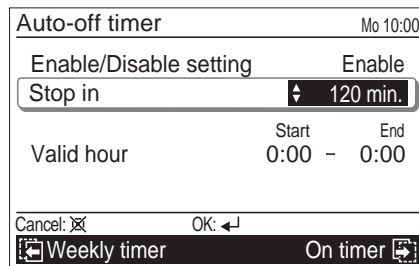 Auto-off timer Mo 10:00
Enable/Disable setting Enable
Stop in 120 min.
Start End
Valid hour 0:00 – 0:00
Cancel: OK:
Weekly timer On timer